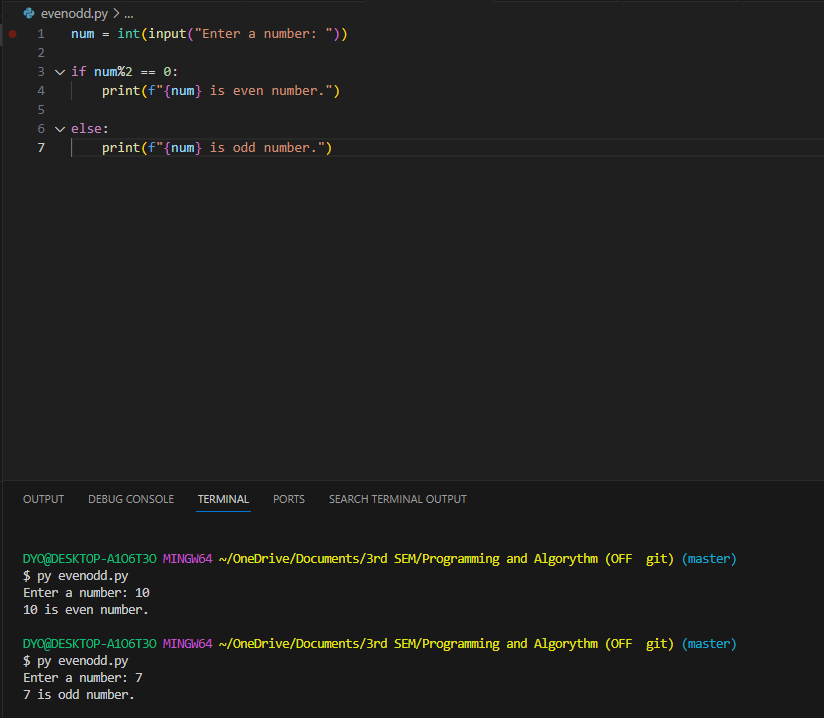 evenodd.py > ...
1 num = int(input("Enter a number: "))
2
3 if num%2 == 0:
4     print(f"{num} is even number.")
5
6 else:
7     print(f"{num} is odd number.")
OUTPUT DEBUG CONSOLE TERMINAL PORTS SEARCH TERMINAL OUTPUT
DYO@DESKTOP-A1O6T3O MINGW64 ~/OneDrive/Documents/3rd SEM/Programming and Algorythm (OFF  git) (master)
$ py evenodd.py
Enter a number: 10
10 is even number.
DYO@DESKTOP-A1O6T3O MINGW64 ~/OneDrive/Documents/3rd SEM/Programming and Algorythm (OFF  git) (master)
$ py evenodd.py
Enter a number: 7
7 is odd number.